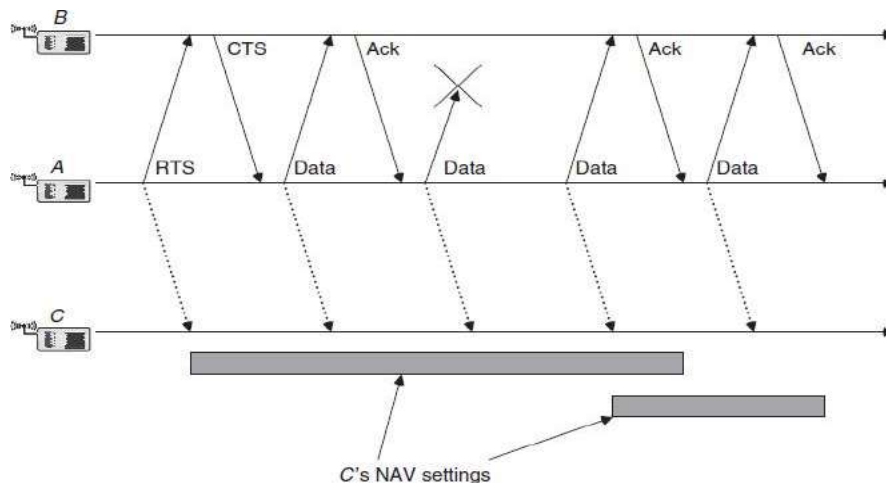 B
CTS
Ack
Ack
Ack
A
RTS
Data
Data
Data
Data
C
C's NAV settings